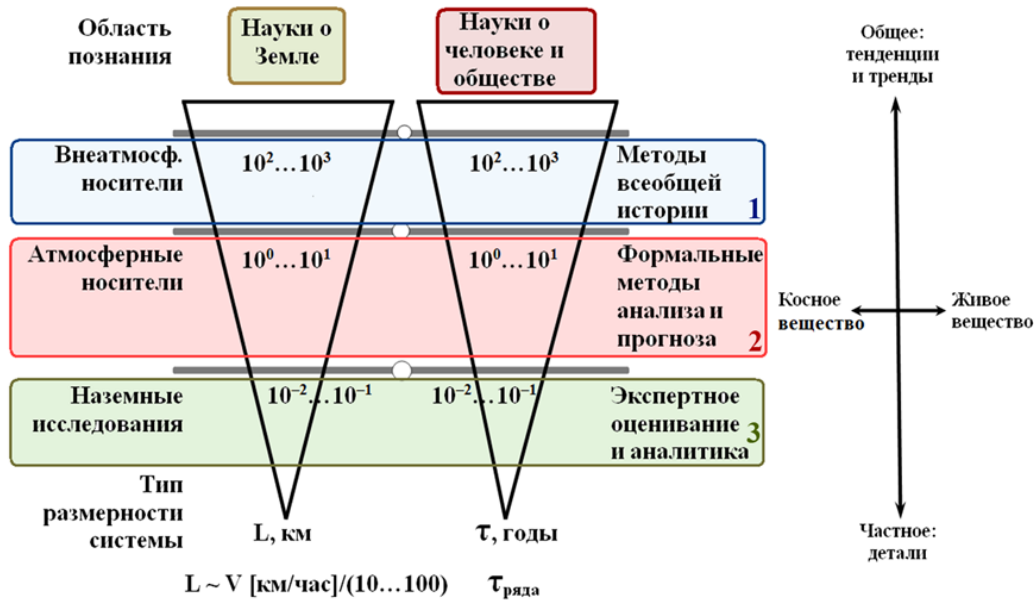 Область
познания
Науки о
Земле
Науки о
человеке и
обществе
Внеатмосф.
носители
10²…10³
10²…10³
Методы
всеобщей
истории
1
Атмосферные
носители
10⁰…10¹
10⁰…10¹
Формальные
методы
анализа и
прогноза
2
Наземные
исследования
10⁻²…10⁻¹
10⁻²…10⁻¹
Экспертное
оценивание
и аналитика
3
Тип
размерности
системы
L, км
τ, годы
L ~ V [км/час]/(10…100)
τряда
Общее:
тенденции
и тренды
Косное
вещество
Живое
вещество
Частное:
детали